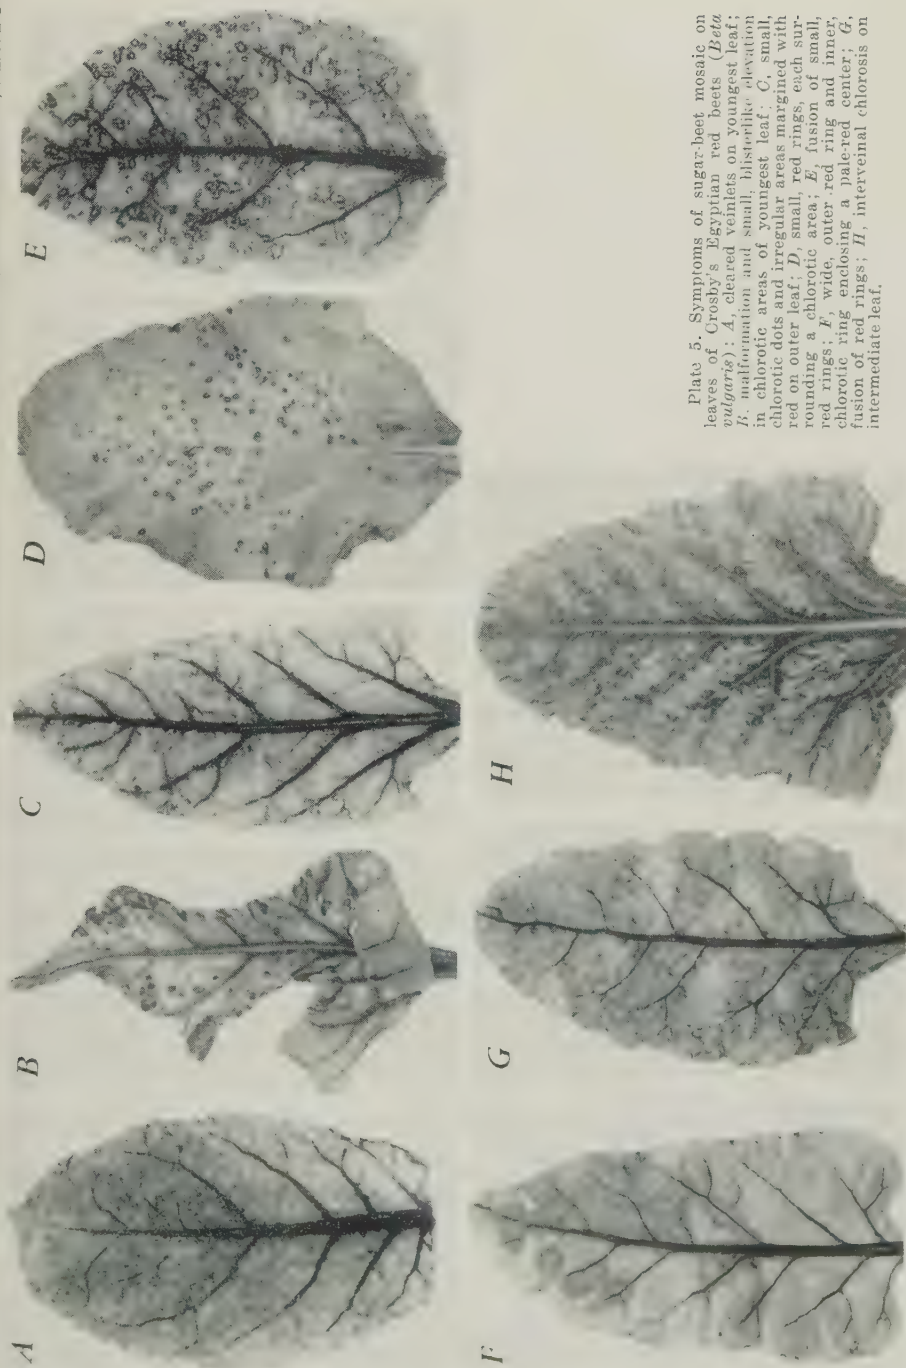 A
B
C
D
E
F
G
H
Plate 5. Symptoms of sugar-beet mosaic on
leaves of Crosby's Egyptian red beets (Beta
vulgaris): A, cleared veinlets on youngest leaf;
B, malformation and small, blisterlike elevation
in chlorotic areas of youngest leaf; C, small,
chlorotic dots and irregular areas margined with
red on outer leaf; D, small, red rings, each sur-
rounding a chlorotic area; E, fusion of small,
red rings; F, wide, outer red ring and inner,
chlorotic ring enclosing a pale-red center; G,
fusion of red rings; H, interveinal chlorosis on
intermediate leaf.